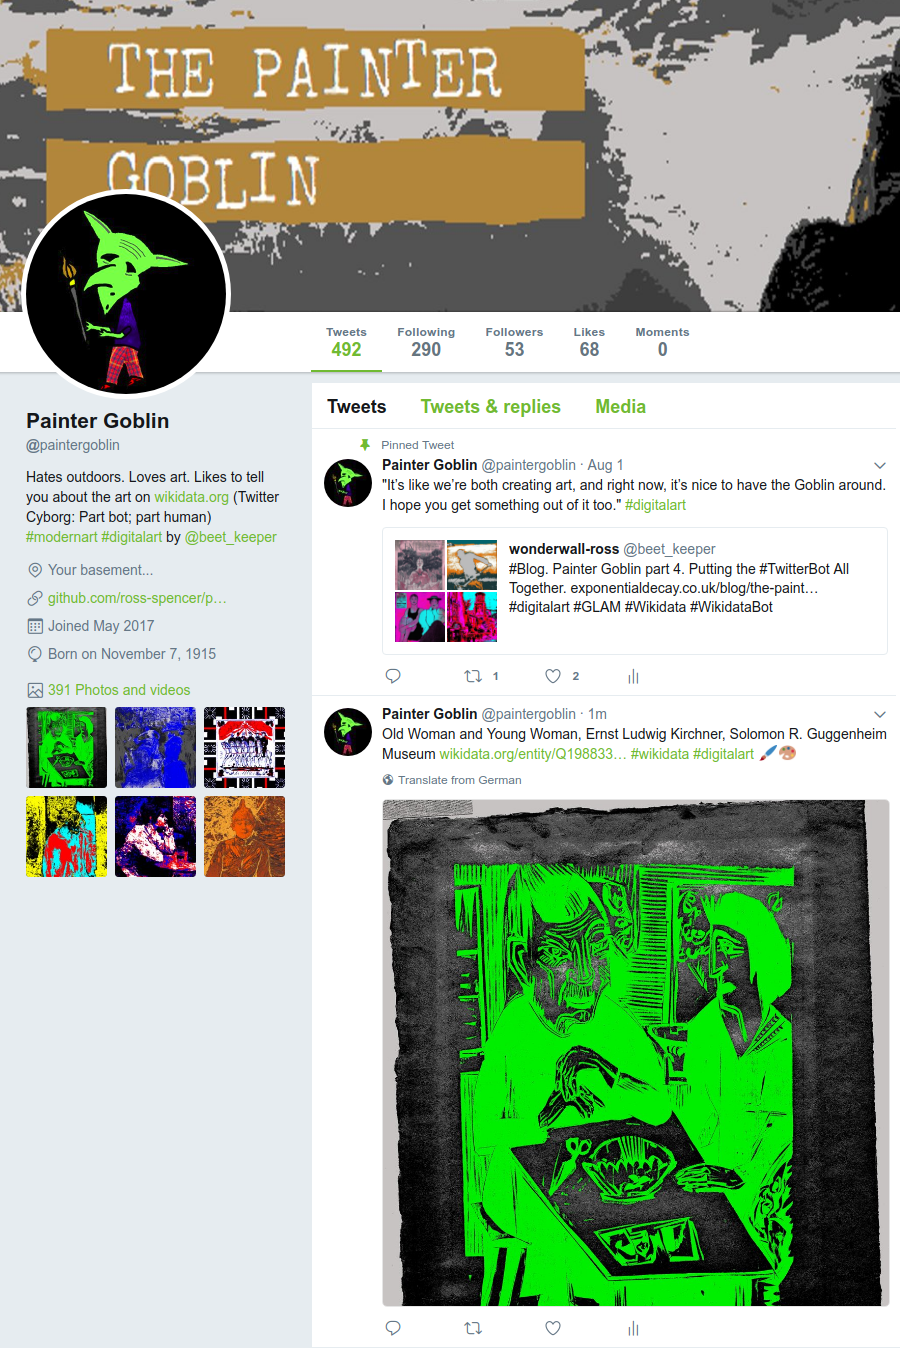 THE PAINTER
GOBLIN
Tweets
492
Following
290
Followers
53
Likes
68
Moments
0
Painter Goblin
@paintergoblin
Hates outdoors. Loves art. Likes to tell
you about the art on wikidata.org (Twitter
Cyborg: Part bot; part human)
#modernart #digitalart by @beet_keeper
Your basement...
github.com/ross-spencer/p…
Joined May 2017
Born on November 7, 1915
391 Photos and videos
Tweets
Tweets & replies
Media
Pinned Tweet
Painter Goblin @paintergoblin · Aug 1
"It's like we're both creating art, and right now, it's nice to have the Goblin around.
I hope you get something out of it too." #digitalart
wonderwall-ross @beet_keeper
#Blog. Painter Goblin part 4. Putting the #TwitterBot All
Together. exponentialdecay.co.uk/blog/the-paint…
#digitalart #GLAM #Wikidata #WikidataBot
1
2
Painter Goblin @paintergoblin · 1m
Old Woman and Young Woman, Ernst Ludwig Kirchner, Solomon R. Guggenheim
Museum wikidata.org/entity/Q198833… #wikidata #digitalart 🖌️🎨
Translate from German